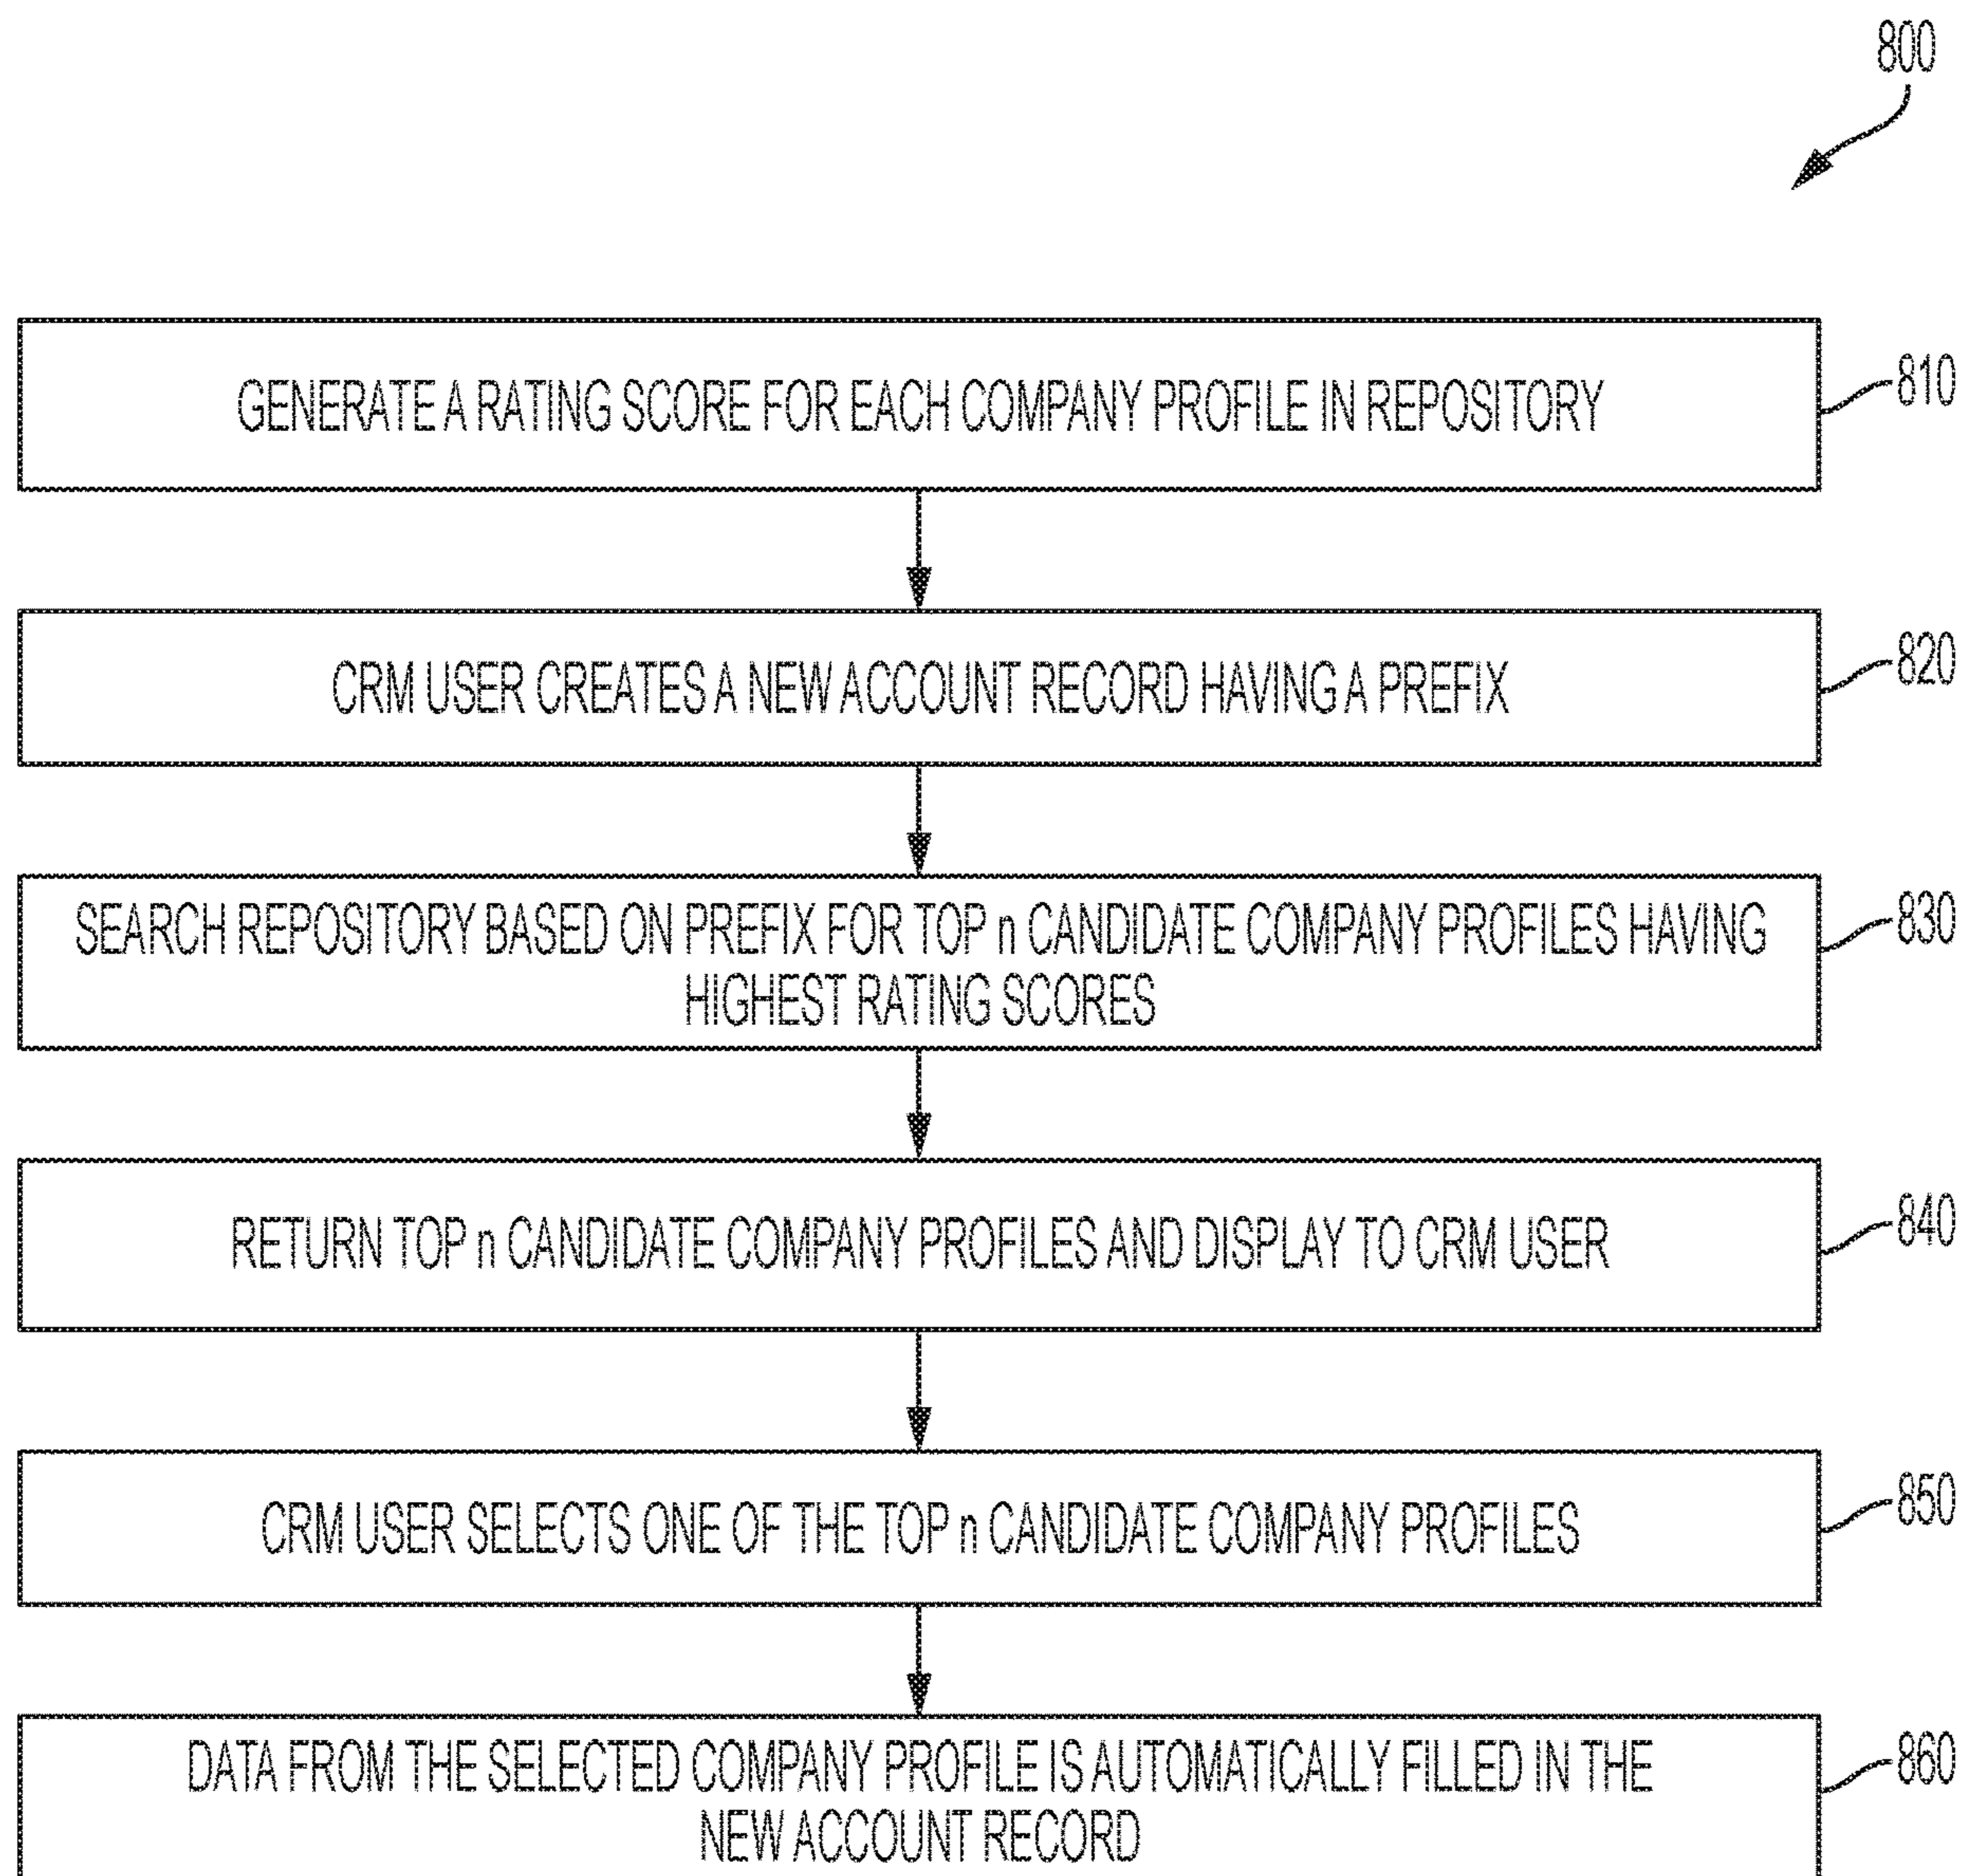 800
GENERATE A RATING SCORE FOR EACH COMPANY PROFILE IN REPOSITORY
810
CRM USER CREATES A NEW ACCOUNT RECORD HAVING A PREFIX
820
SEARCH REPOSITORY BASED ON PREFIX FOR TOP n CANDIDATE COMPANY PROFILES HAVING
HIGHEST RATING SCORES
830
RETURN TOP n CANDIDATE COMPANY PROFILES AND DISPLAY TO CRM USER
840
CRM USER SELECTS ONE OF THE TOP n CANDIDATE COMPANY PROFILES
850
DATA FROM THE SELECTED COMPANY PROFILE IS AUTOMATICALLY FILLED IN THE
NEW ACCOUNT RECORD
860